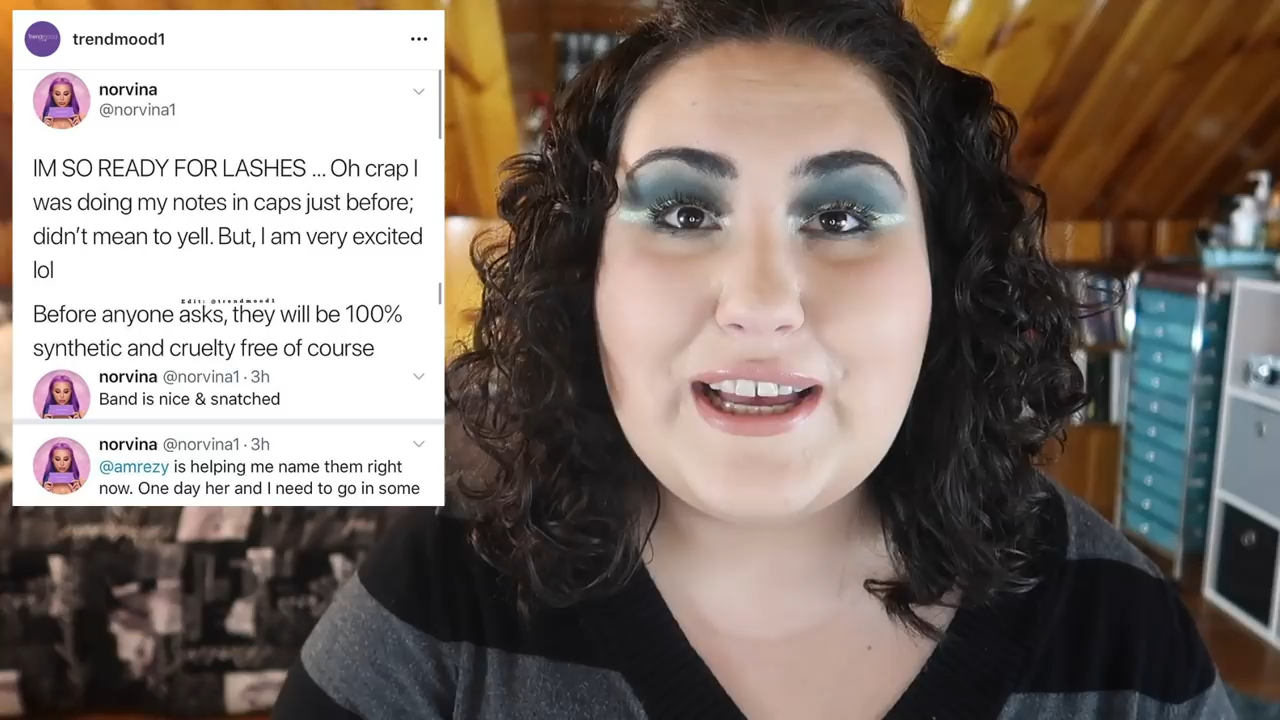 trendmood1
norvina
@norvina1
IM SO READY FOR LASHES ... Oh crap I
was doing my notes in caps just before;
didn't mean to yell. But, I am very excited
lol
Edit: @trendmood1
Before anyone asks, they will be 100%
synthetic and cruelty free of course
norvina @norvina1 · 3h
Band is nice & snatched
norvina @norvina1 · 3h
@amrezy is helping me name them right
now. One day her and I need to go in some